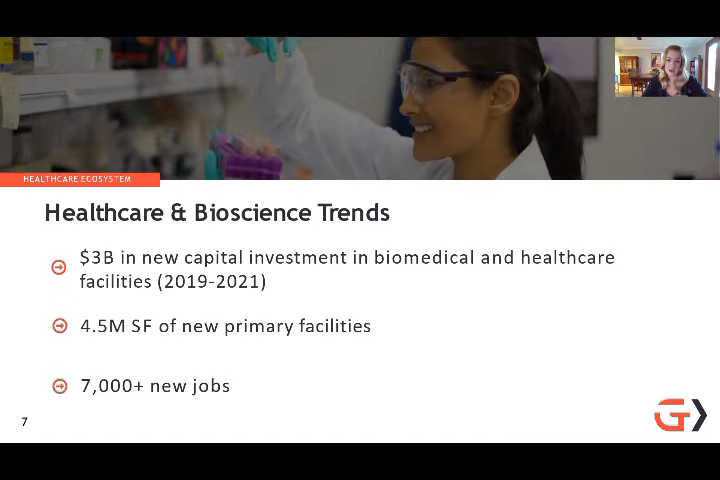 HEALTHCARE ECOSYSTEM
Healthcare & Bioscience Trends
$3B in new capital investment in biomedical and healthcare
facilities (2019-2021)
4.5M SF of new primary facilities
7,000+ new jobs
7